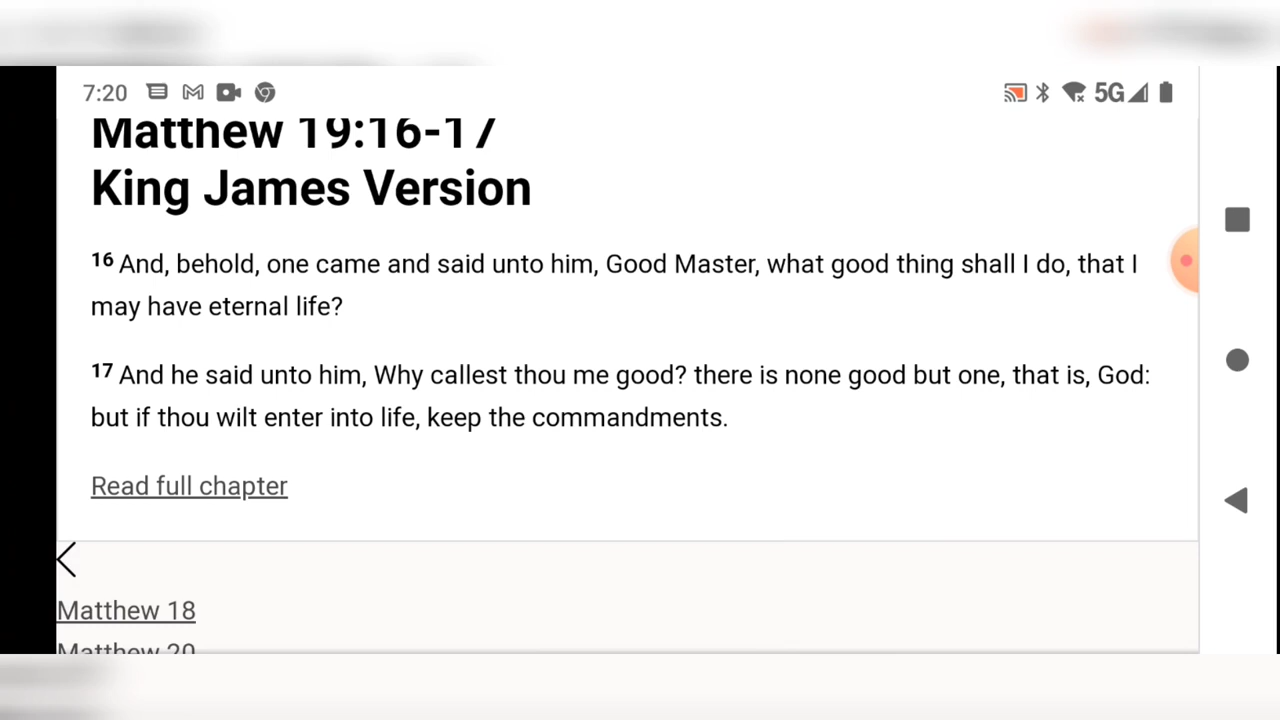 7:20 5G
Matthew 19:16-17
King James Version
16 And, behold, one came and said unto him, Good Master, what good thing shall I do, that I
may have eternal life?
17 And he said unto him, Why callest thou me good? there is none good but one, that is, God:
but if thou wilt enter into life, keep the commandments.
Read full chapter
Matthew 18
Matthew 20